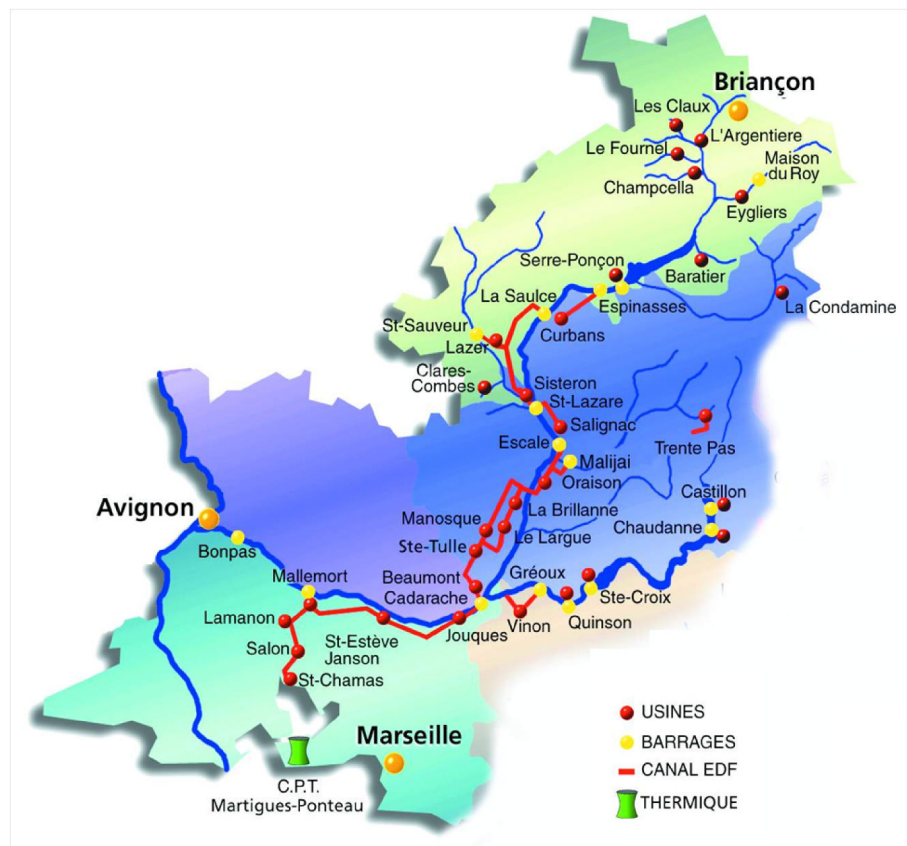 Briançon
Les Claux
L'Argentiere
Le Fournel
Maison
du Roy
Champcella
Eygliers
Serre-Ponçon
Baratier
La Saulce
Espinasses
La Condamine
St-Sauveur
Curbans
Lazer
Clares-
Combes
Sisteron
St-Lazare
Salignac
Escale
Trente Pas
Malijai
Oraison
Castillon
Avignon
La Brillanne
Manosque
Chaudanne
Le Largue
Ste-Tulle
Bonpas
Mallemort
Beaumont
Gréoux
Cadarache
Ste-Croix
Lamanon
Quinson
Vinon
St-Estève
Janson
Jouques
Salon
St-Chamas
USINES
Marseille
BARRAGES
CANAL EDF
C.P.T.
Martigues-Ponteau
THERMIQUE